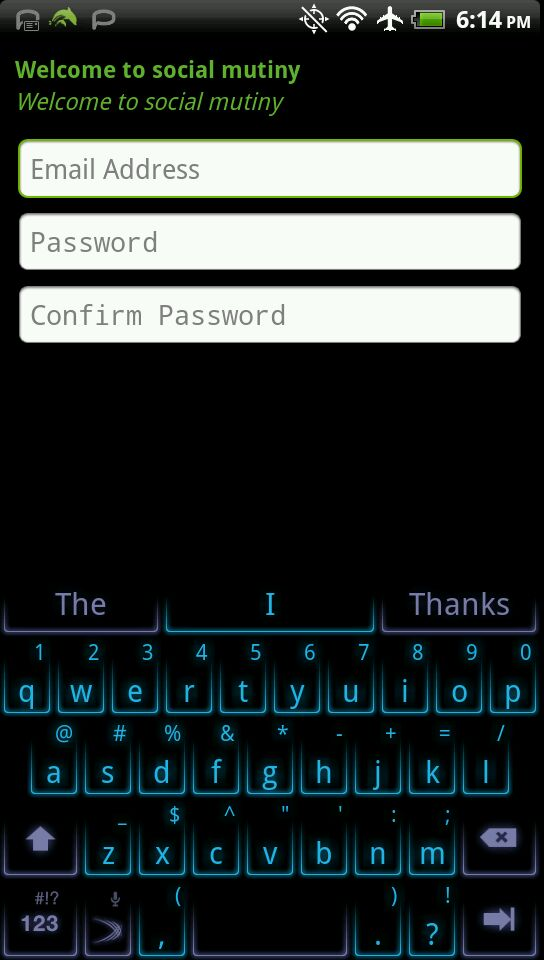 6:14 PM
Welcome to social mutiny
Welcome to social mutiny
Email Address
Password
Confirm Password
The I Thanks
1 2 3 4 5 6 7 8 9 0
q w e r t y u i o p
@ # % & * - + = /
a s d f g h j k l
_ $ ^ " ' : ;
z x c v b n m
#!? ( ) !
123 , . ?